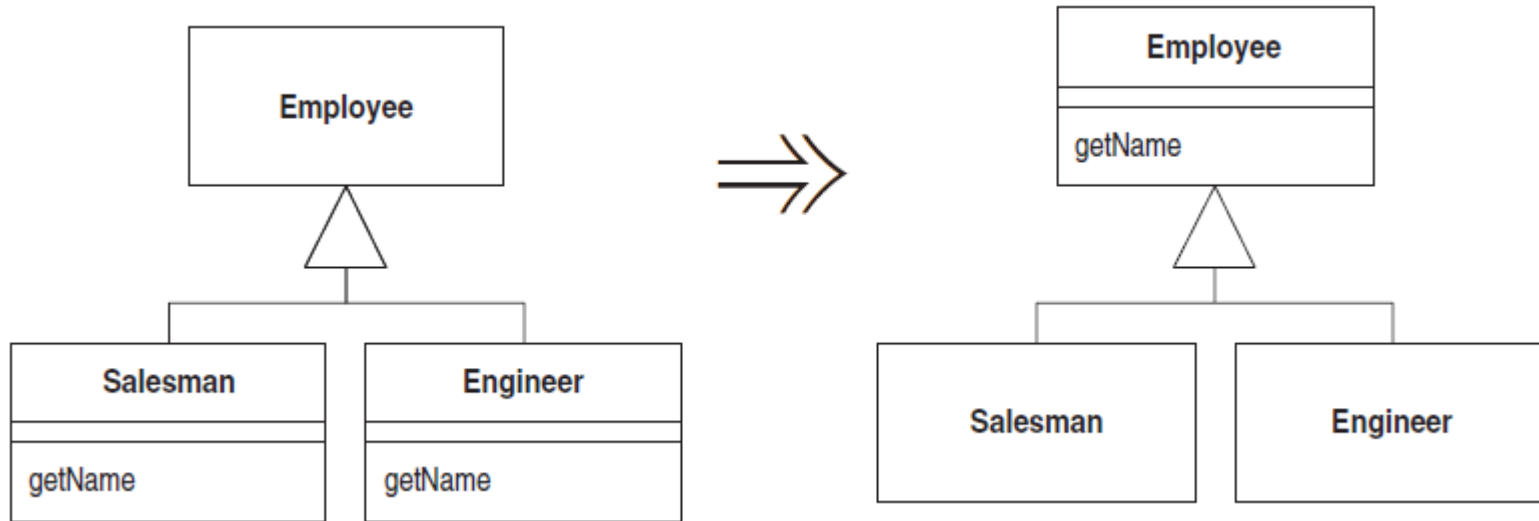 Employee
Salesman
getName
Engineer
getName
Employee
getName
Salesman
Engineer